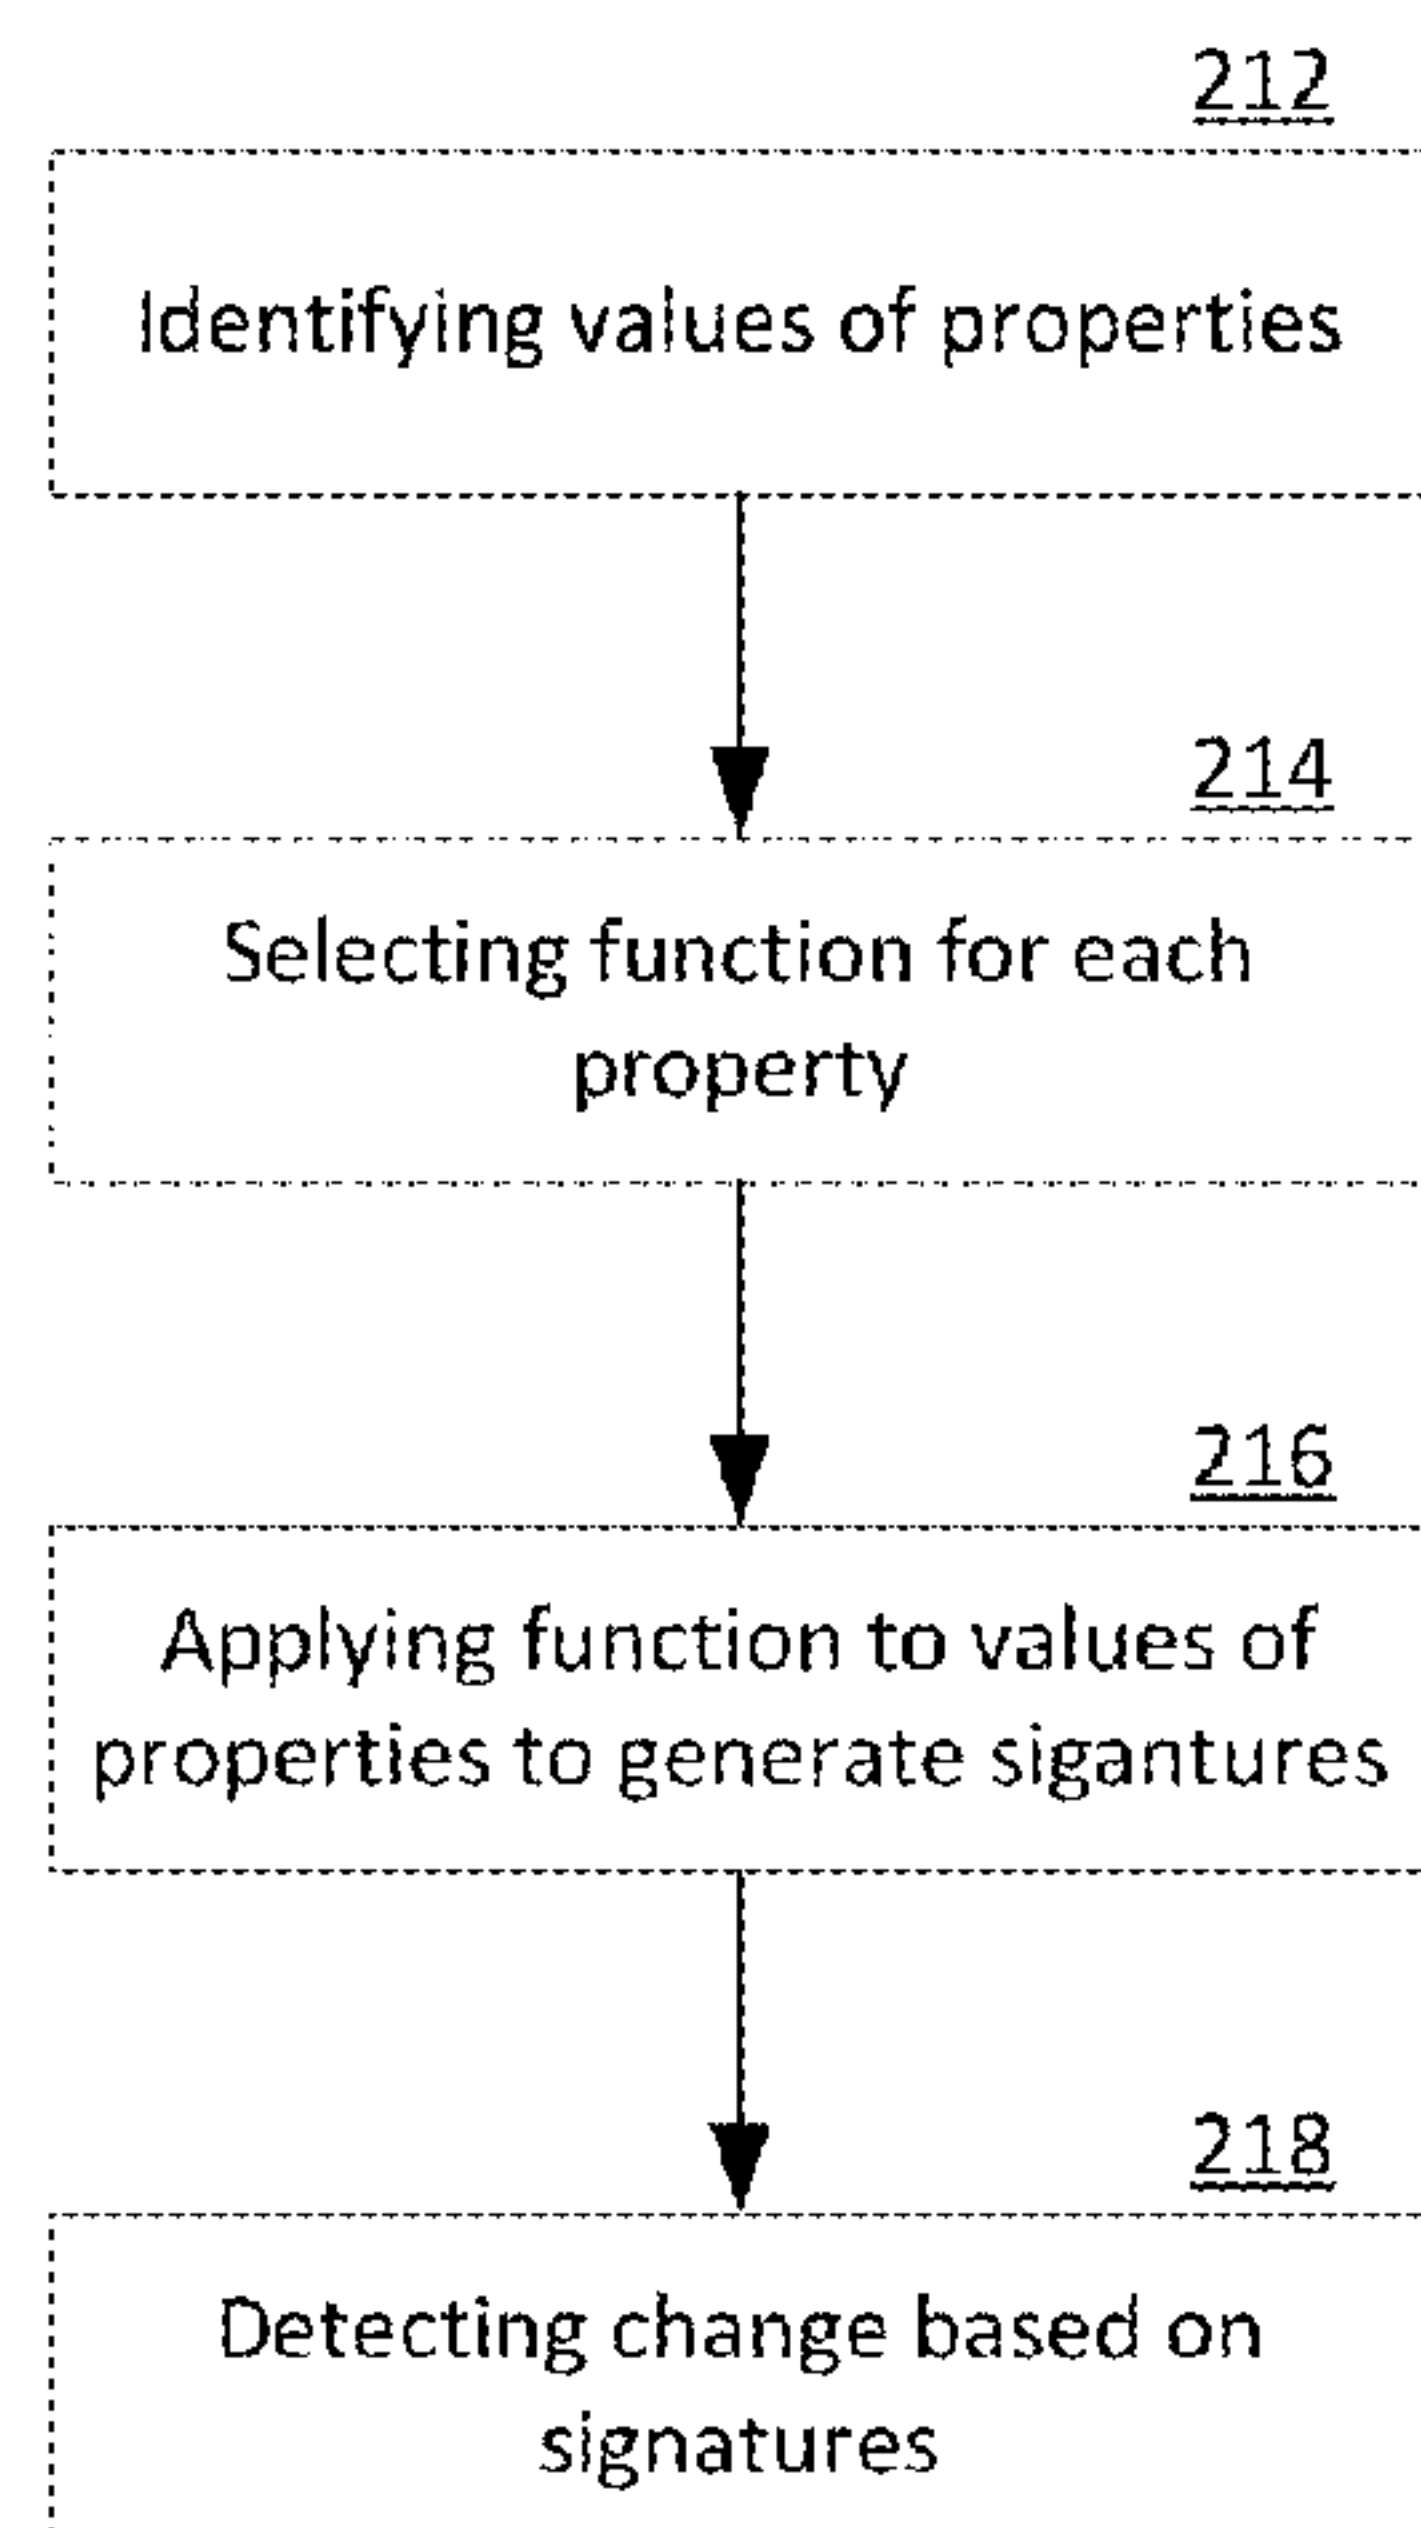 212
Identifying values of properties
214
Selecting function for each
property
216
Applying function to values of
properties to generate sigantures
218
Detecting change based on
signatures